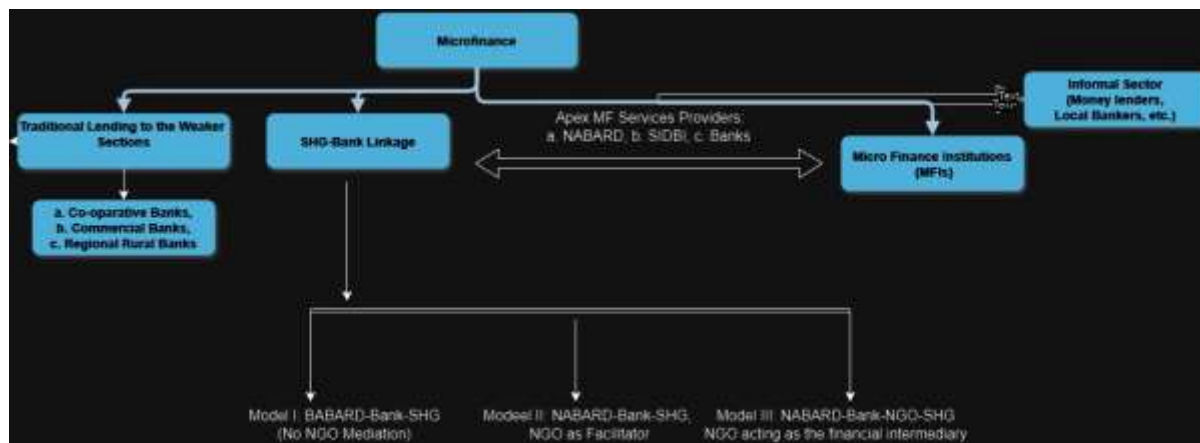 Microfinance
Informal Sector
(Money lenders,
Local Bankers, etc.)
Text
Traditional Lending to the Weaker
Sections
SHG-Bank Linkage
Apex MF Services Providers
a. NABARD, b. SIDBI, c. Banks
Micro Finance Institutions
(MFIs)
a. Co-oparative Banks,
b. Commercial Banks,
c. Regional Rural Banks
Model I: BABARD-Bank-SHG
(No NGO Mediation)
Modeel II: NABARD-Bank-SHG,
NGO as Facilitator
Model III: NABARD-Bank-NGO-SHG
NGO acting as the financial intermediary